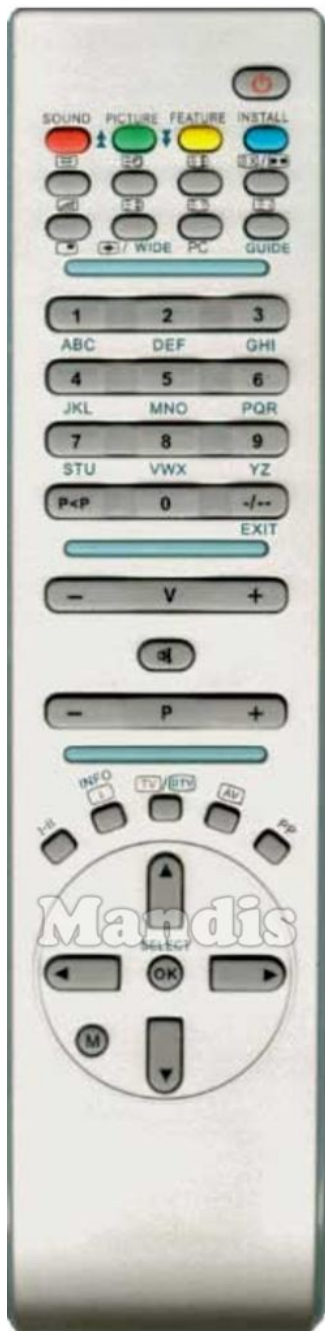 SOUND PICTURE FEATURE INSTALL
/ WIDE PC GUIDE
1 2 3
ABC DEF GHI
4 5 6
JKL MNO PQR
7 8 9
STU VWX YZ
P<P 0 -/--
EXIT
- V +
- P +
INFO TV/DTV AV
i
I-II PP
Mandis
SELECT
OK
M